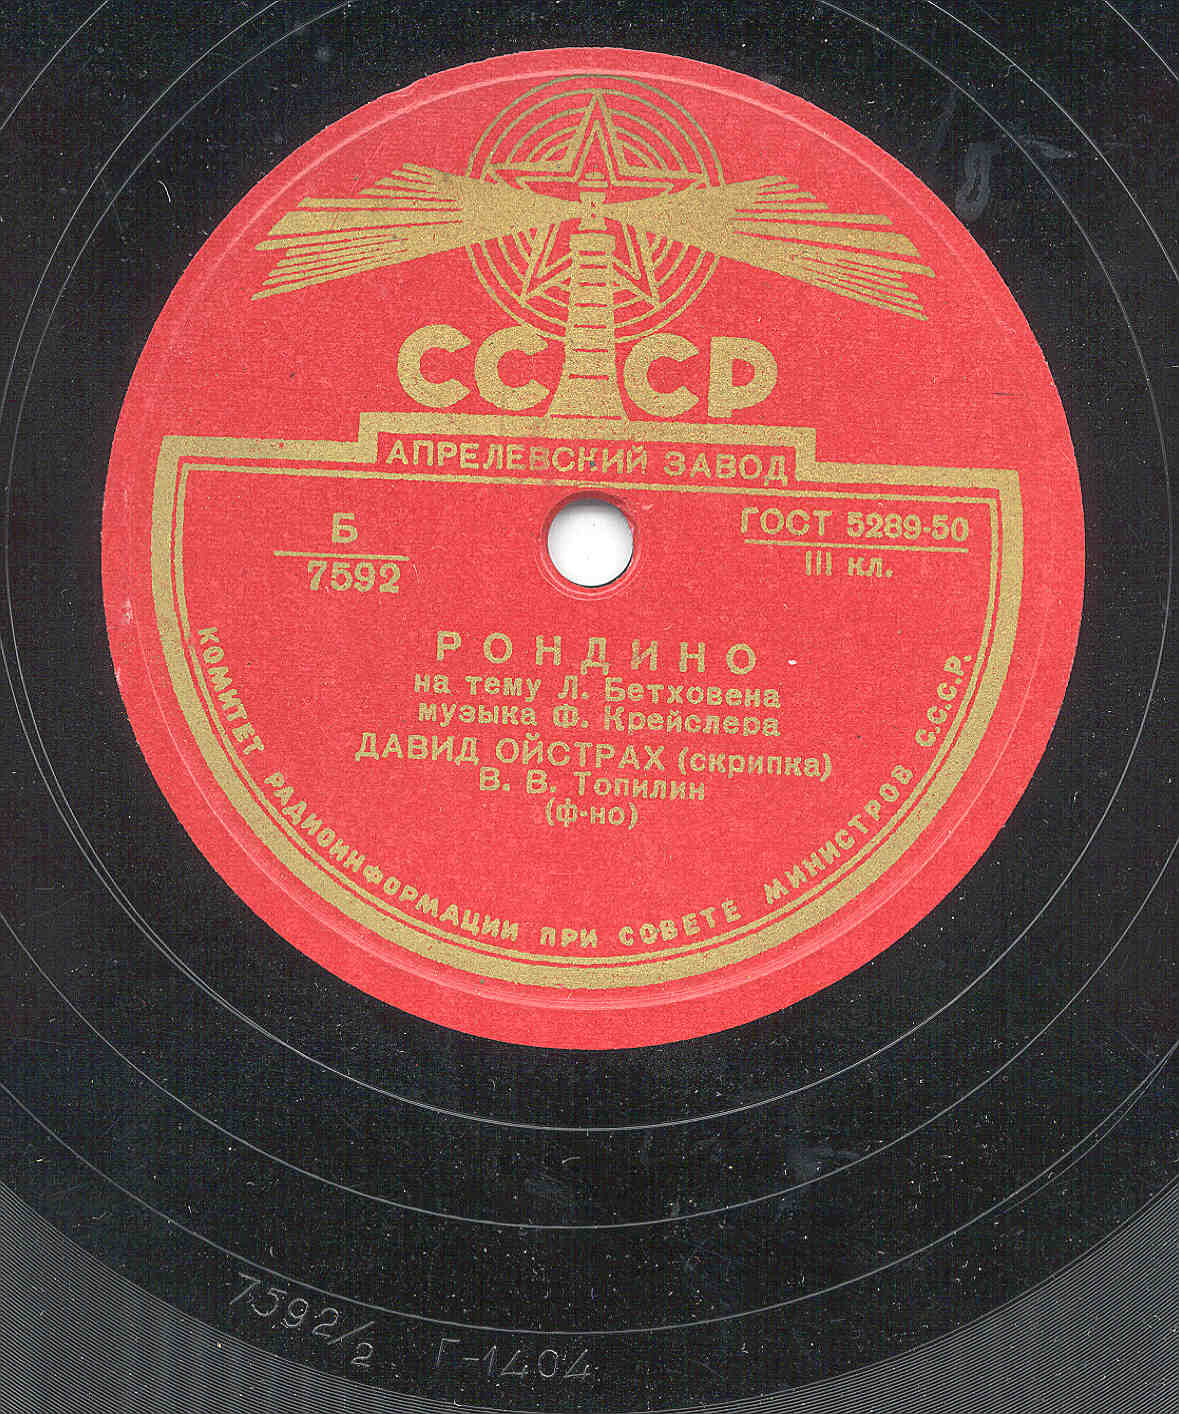 СССР
АПРЕЛЕВСКИЙ ЗАВОД
Б
7592
ГОСТ 5289-50
III кл.
РОНДИНО
на тему Л. Бетховена
музыка Ф. Крейслера
ДАВИД ОЙСТРАХ (скрипка)
В. В. Топилин
(ф-но)
КОМИТЕТ РАДИОИНФОРМАЦИИ ПРИ СОВЕТЕ МИНИСТРОВ С.С.С.Р.
7592/2 Г-1404